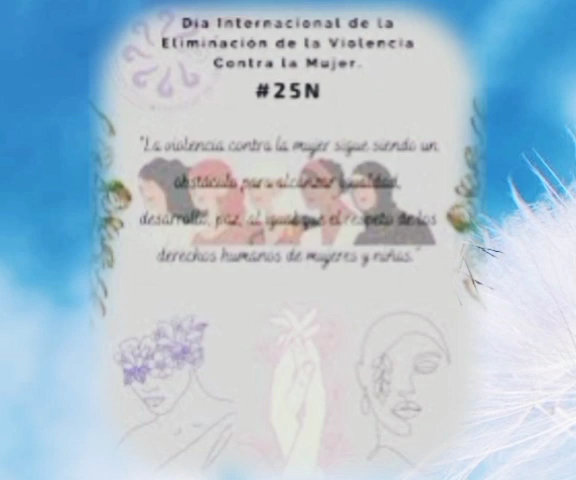 Dia Internacional de la
Eliminación de la Violencia
Contra la Mujer.
#25N
"La violencia contra la mujer sigue siendo un
obstáculo para alcanzar igualdad,
desarrollo, paz, al igual que el respeto de los
derechos humanos de mujeres y niñas."